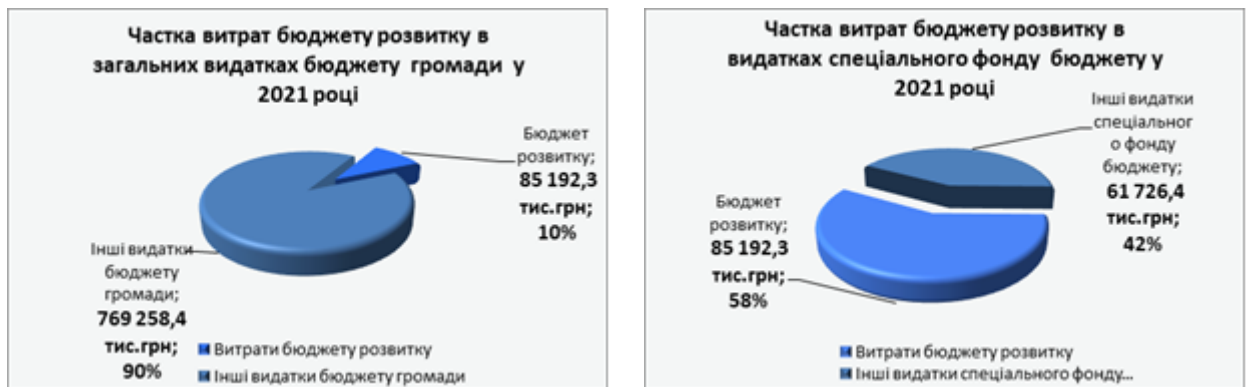 Частка витрат бюджету розвитку в
загальних видатках бюджету громади у
2021 році
Бюджет
розвитку;
85 192,3
тис.грн;
10%
Інші видатки
бюджету
громади;
769 258,4
тис.грн;
90%
Витрати бюджету розвитку
Інші видатки бюджету громади
Частка витрат бюджету розвитку в
видатках спеціального фонду бюджету у
2021 році
Інші видатки
спеціальног
о фонду
бюджету;
61 726,4
тис.грн;
42%
Бюджет
розвитку;
85 192,3
тис.грн;
58%
Витрати бюджету розвитку
Інші видатки спеціального фонду...